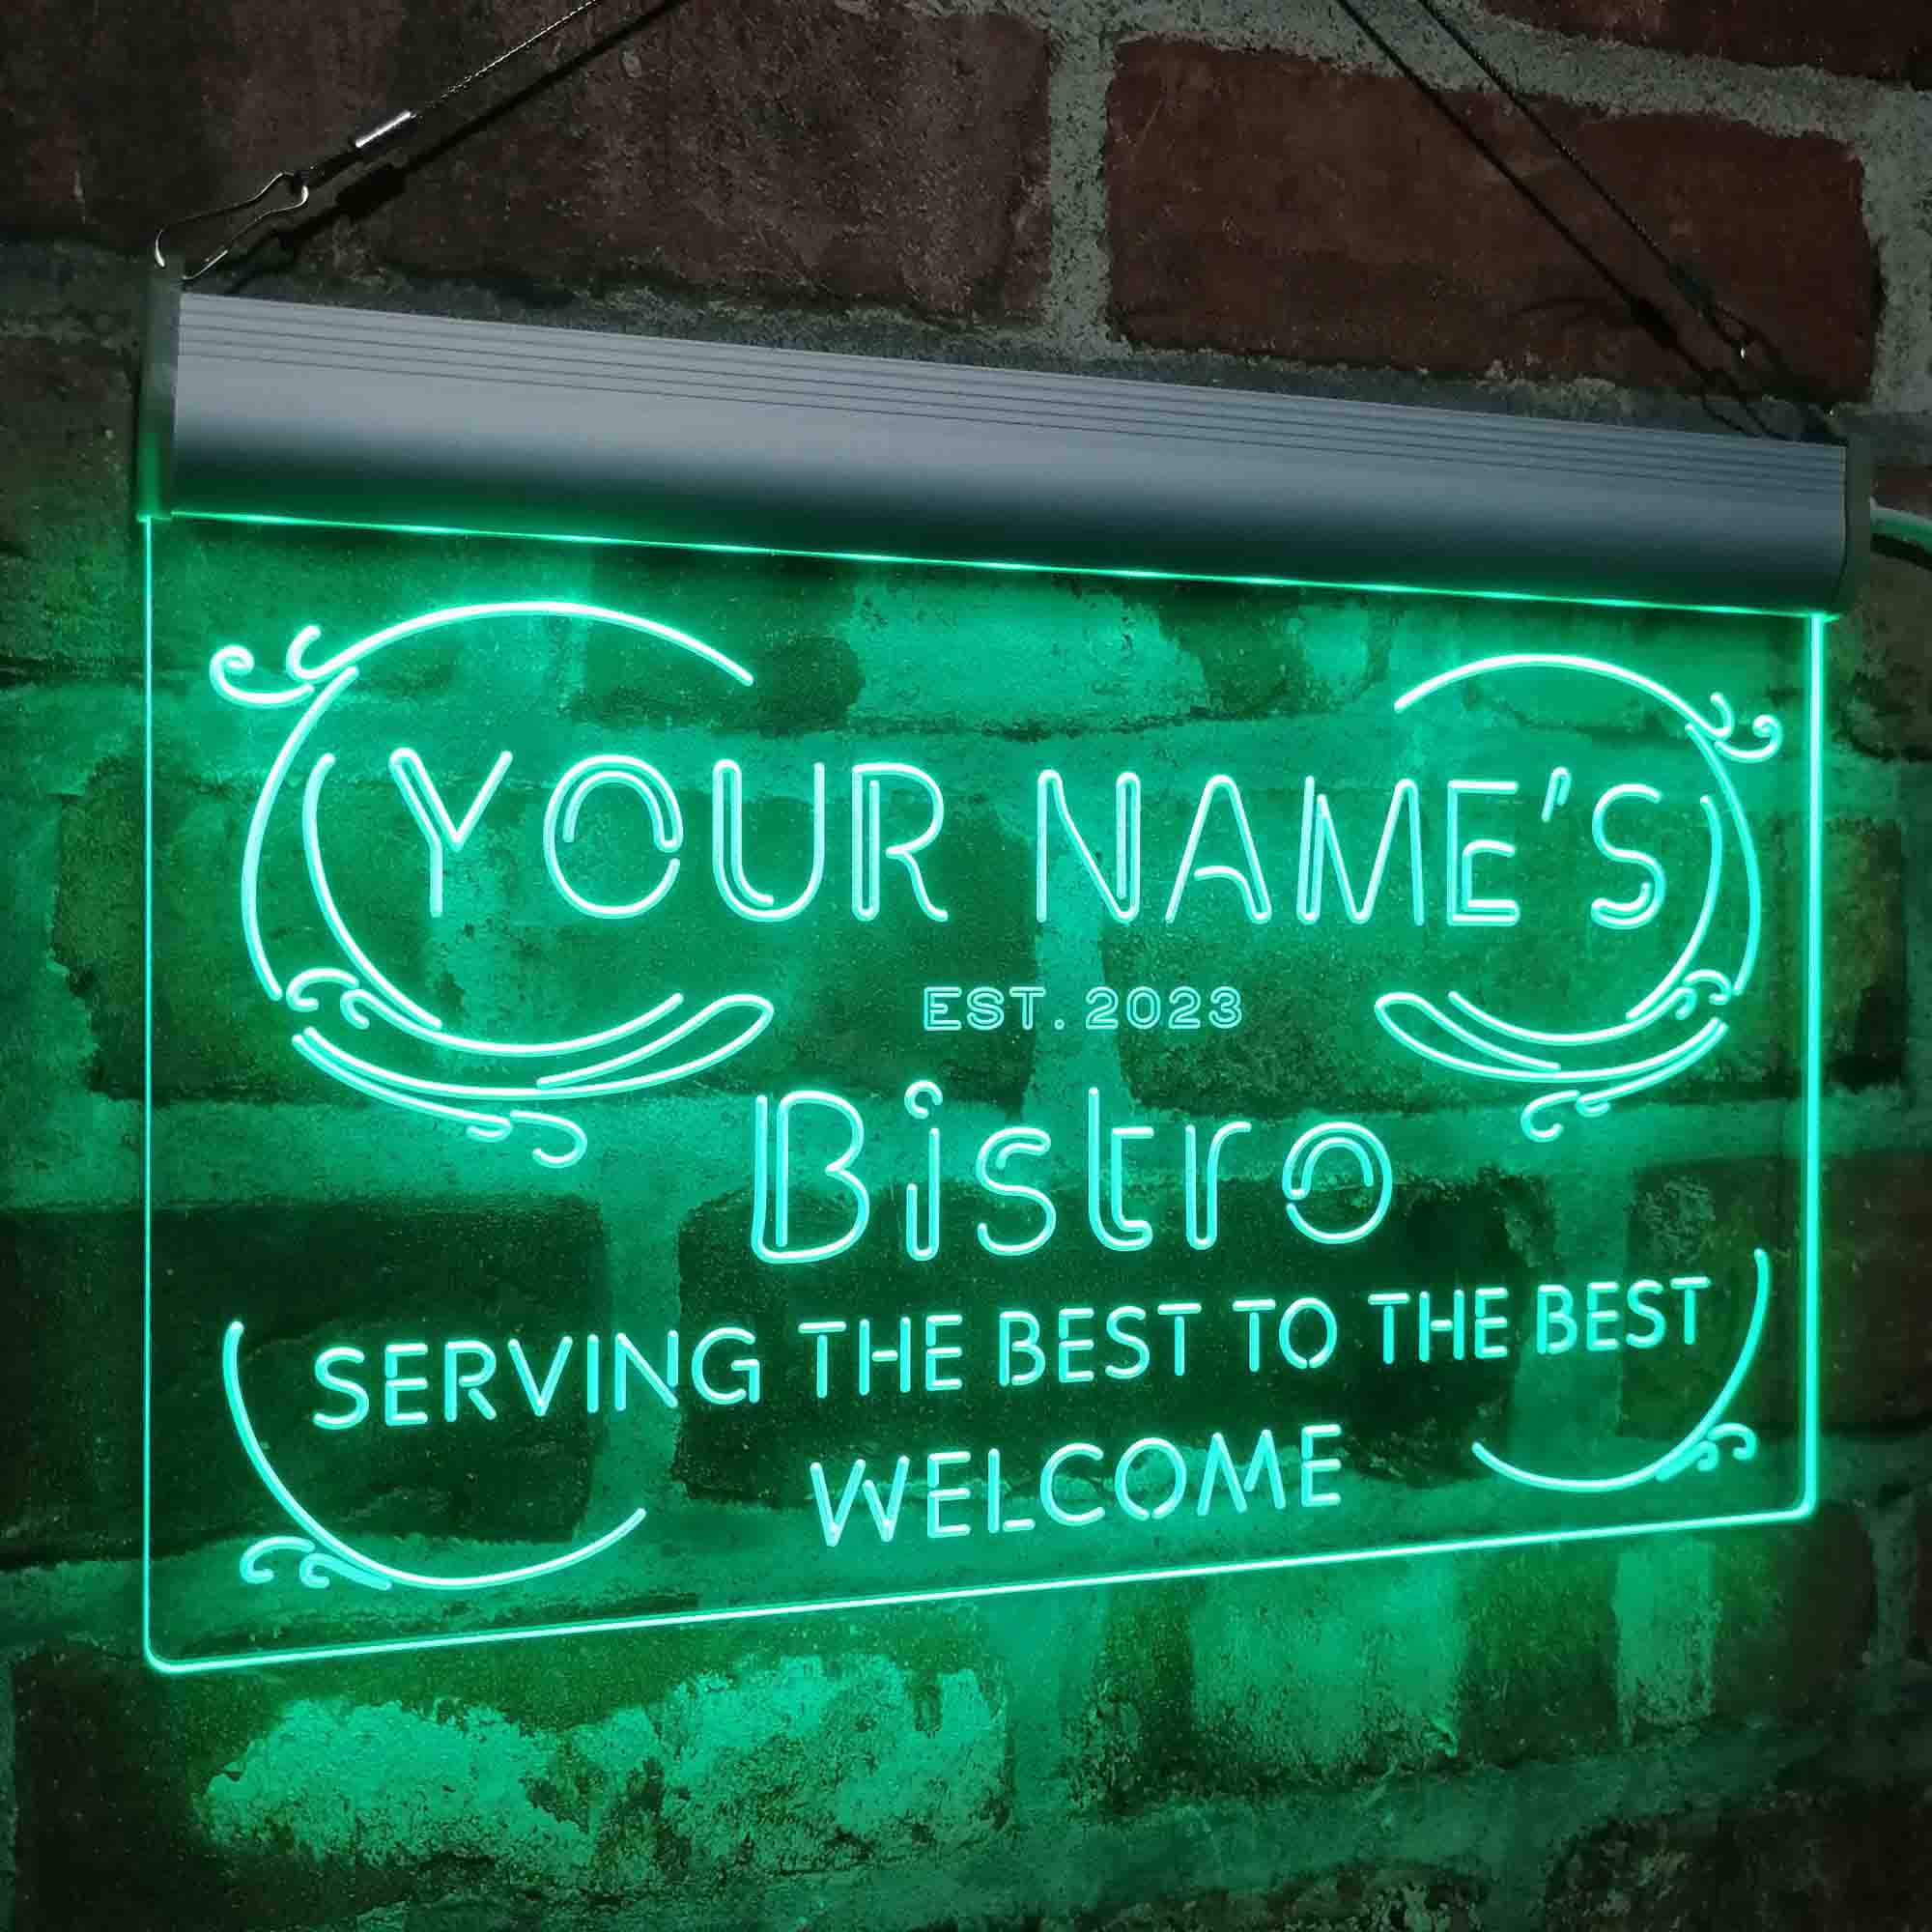 YOUR NAME'S
EST. 2023
Bistro
SERVING THE BEST TO THE BEST
WELCOME